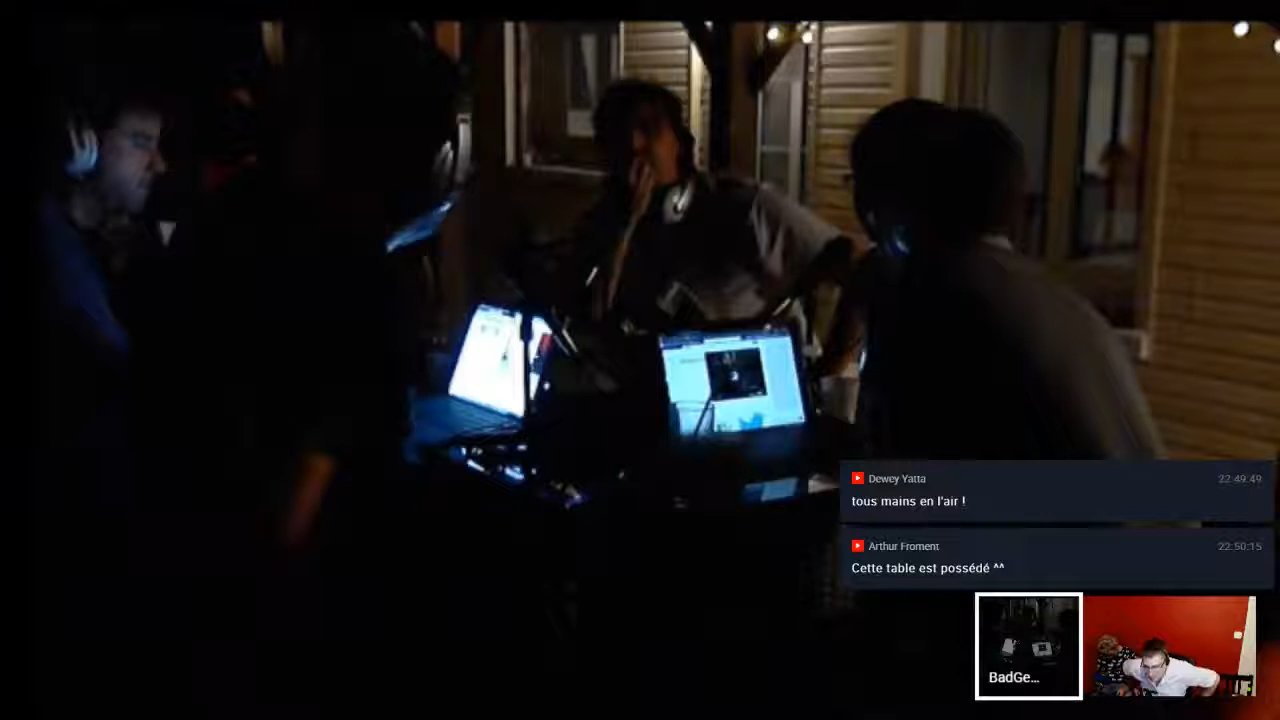 Dewey Yatta 22:49:49
tous mains en l'air !
Arthur Froment 22:50:15
Cette table est possédé ^^
BadGe...